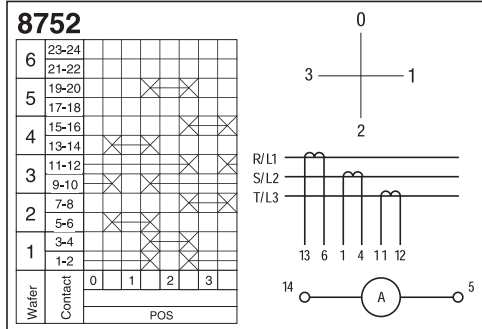 8752
6 23-24
21-22
5 19-20
17-18
4 15-16
13-14
3 11-12
9-10
2 7-8
5-6
1 3-4
1-2
Wafer Contact 0 1 2 3
POS
0
3 1
2
R/L1
S/L2
T/L3
13 6 1 4 11 12
14 A 5